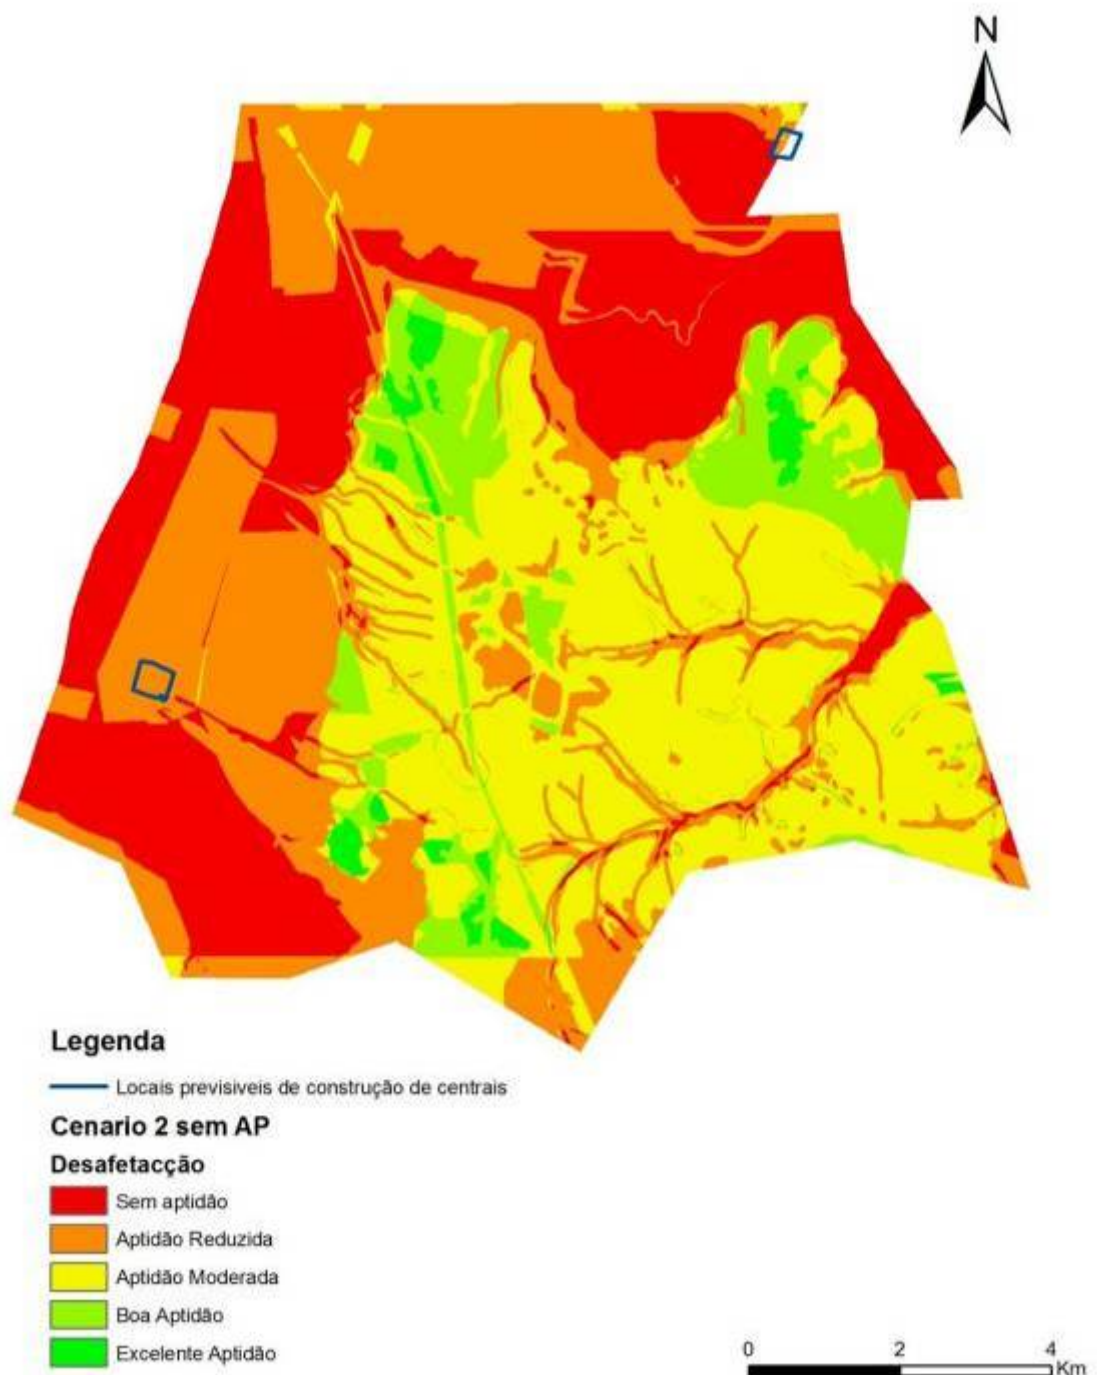 N
Legenda
Locais previsiveis de construção de centrais
Cenario 2 sem AP
Desafetacção
Sem aptidão
Aptidão Reduzida
Aptidão Moderada
Boa Aptidão
Excelente Aptidão
0 2 4
Km